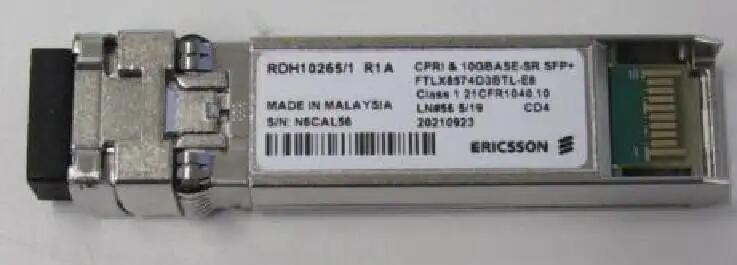 RDH10265/1 R1A CPRI & 10GBASE-SR SFP+
FTLX8574D3BTL-E8
Class 1 21CFR1040.10
MADE IN MALAYSIA LN#56 5/19 CD4
S/N: N6CAL56 20210923
ERICSSON